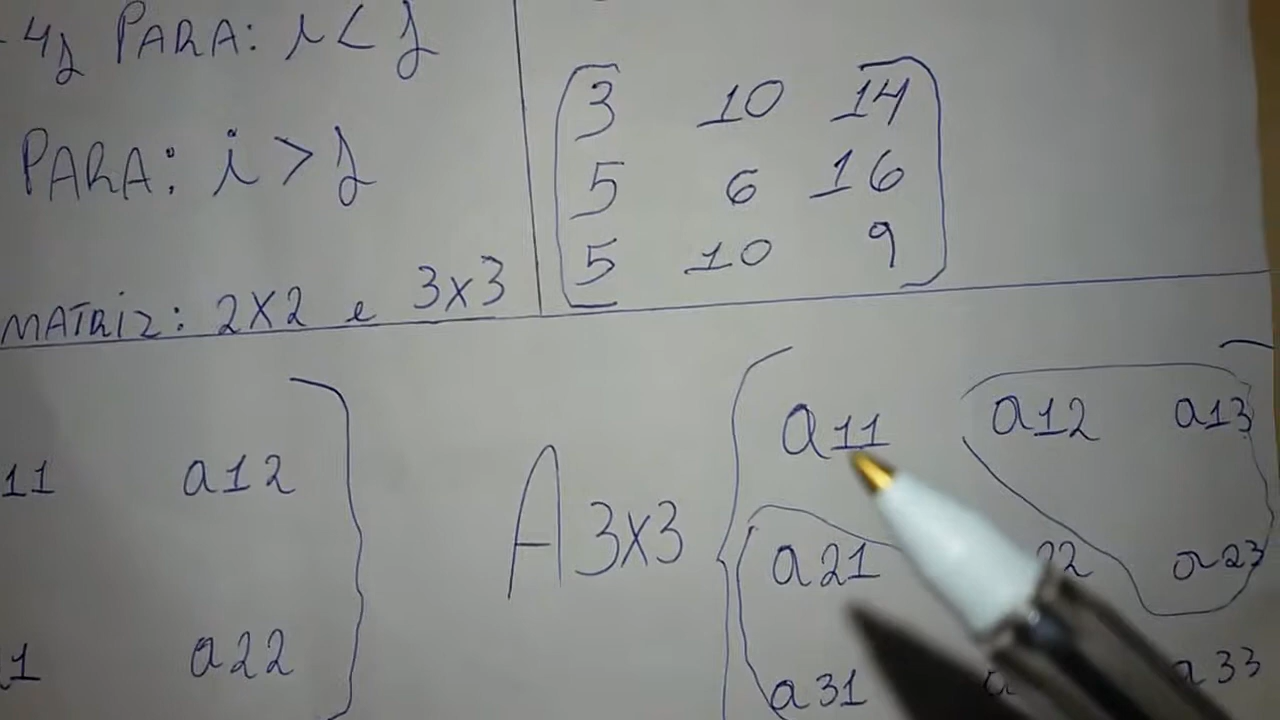 4j PARA: i < j
PARA: i > j
MATRIZ: 2X2 e 3x3
3 10 14
5 6 16
5 10 9
11 a12
1 a22
A 3x3
a11 a12 a13
a21 22 a23
a31 a a33